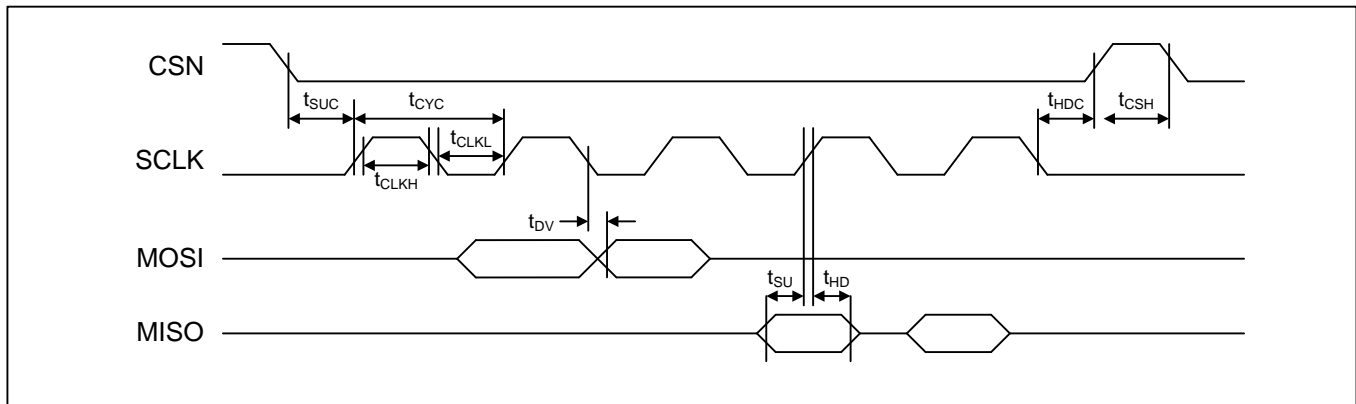 CSN
tSUC tCYC tHDC tCSH
SCLK tCLKL
tCLKH
tDV
MOSI
tSU tHD
MISO